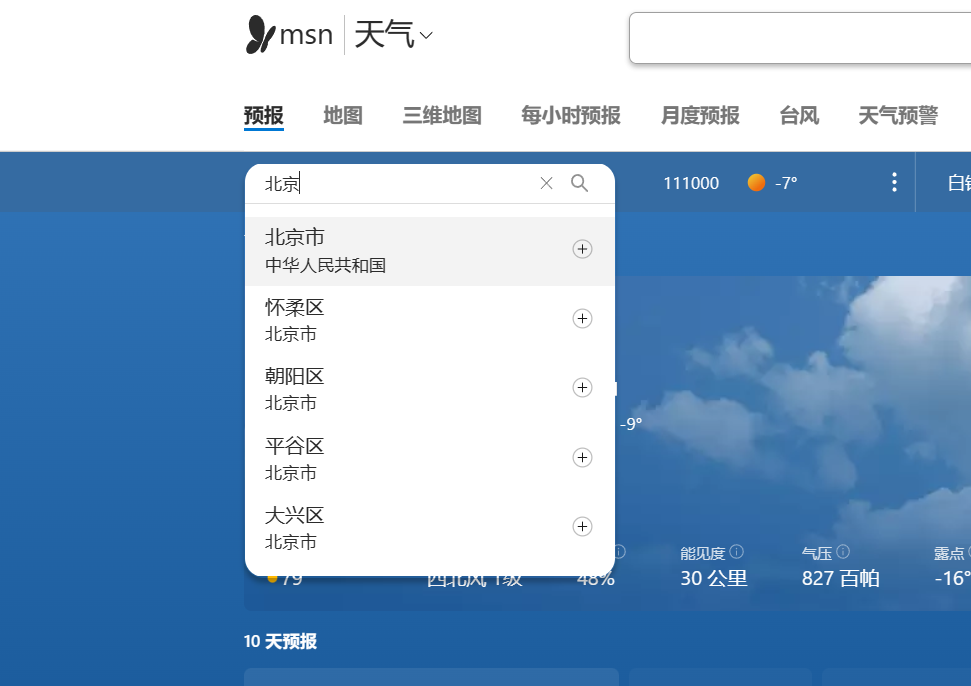 msn 天气
预报 地图 三维地图 每小时预报 月度预报 台风 天气预警
北京
111000 -7°
北京市
中华人民共和国
怀柔区
北京市
朝阳区
北京市
-9°
平谷区
北京市
大兴区
北京市
能见度 气压 露点
79 西北风 1级 48% 30 公里 827 百帕 -16°
10 天预报